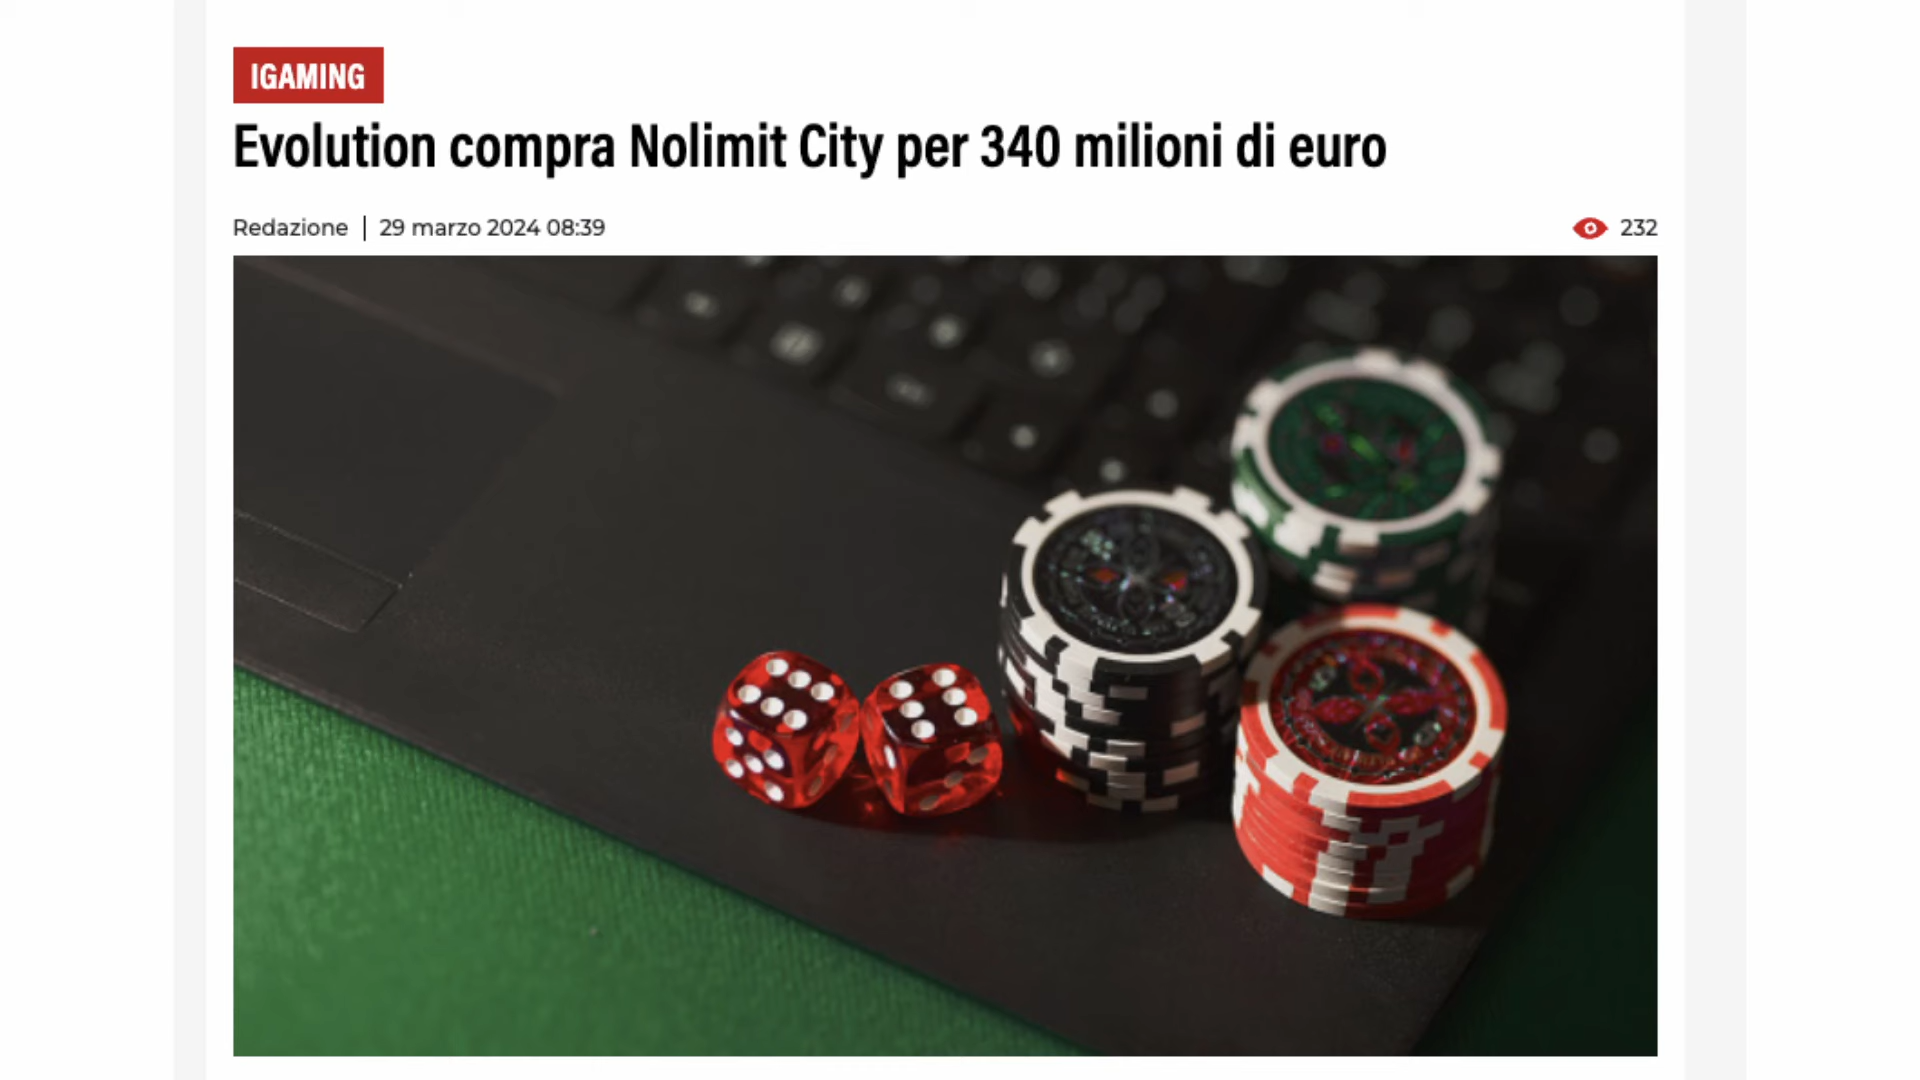 IGAMING
Evolution compra Nolimit City per 340 milioni di euro
Redazione | 29 marzo 2024 08:39
232